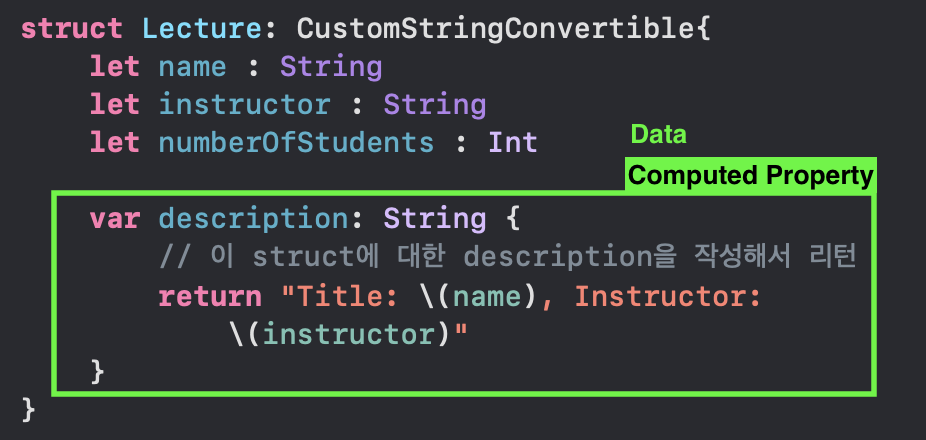 struct Lecture: CustomStringConvertible{
let name : String
let instructor : String
let numberOfStudents : Int
Data
Computed Property
var description: String {
// 이 struct에 대한 description을 작성해서 리턴
return "Title: \(name), Instructor:
\(instructor)"
}
}